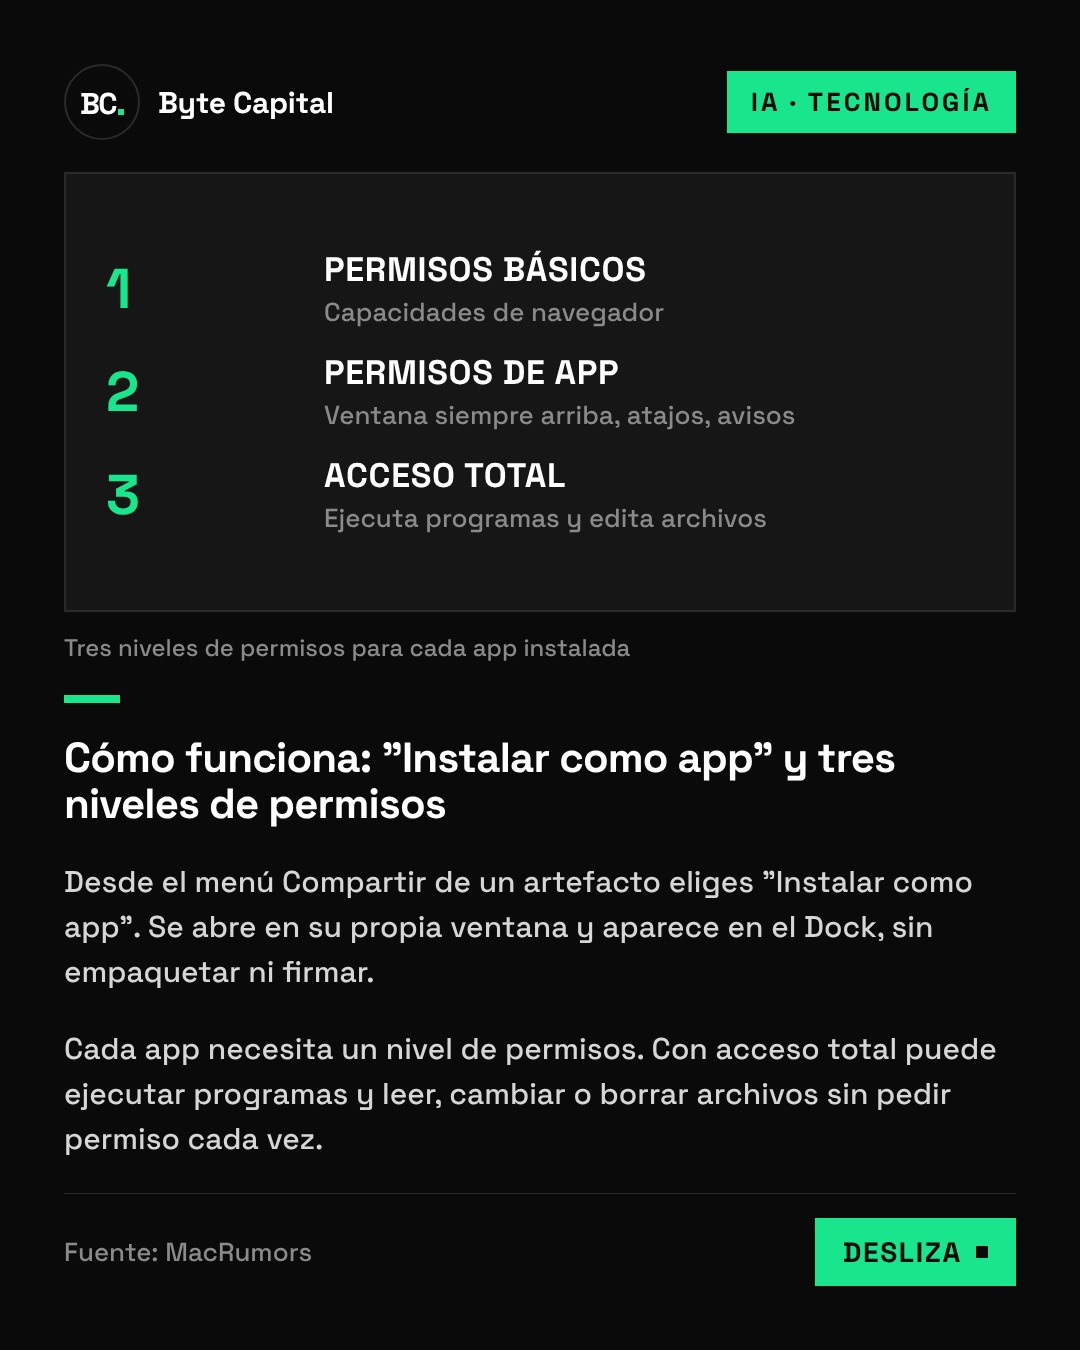 BC.
Byte Capital
IA · TECNOLOGÍA
1
PERMISOS BÁSICOS
Capacidades de navegador
2
PERMISOS DE APP
Ventana siempre arriba, atajos, avisos
3
ACCESO TOTAL
Ejecuta programas y edita archivos
Tres niveles de permisos para cada app instalada
Cómo funciona: ”Instalar como app” y tres
niveles de permisos
Desde el menú Compartir de un artefacto eliges ”Instalar como
app”. Se abre en su propia ventana y aparece en el Dock, sin
empaquetar ni firmar.
Cada app necesita un nivel de permisos. Con acceso total puede
ejecutar programas y leer, cambiar o borrar archivos sin pedir
permiso cada vez.
Fuente: MacRumors
DESLIZA